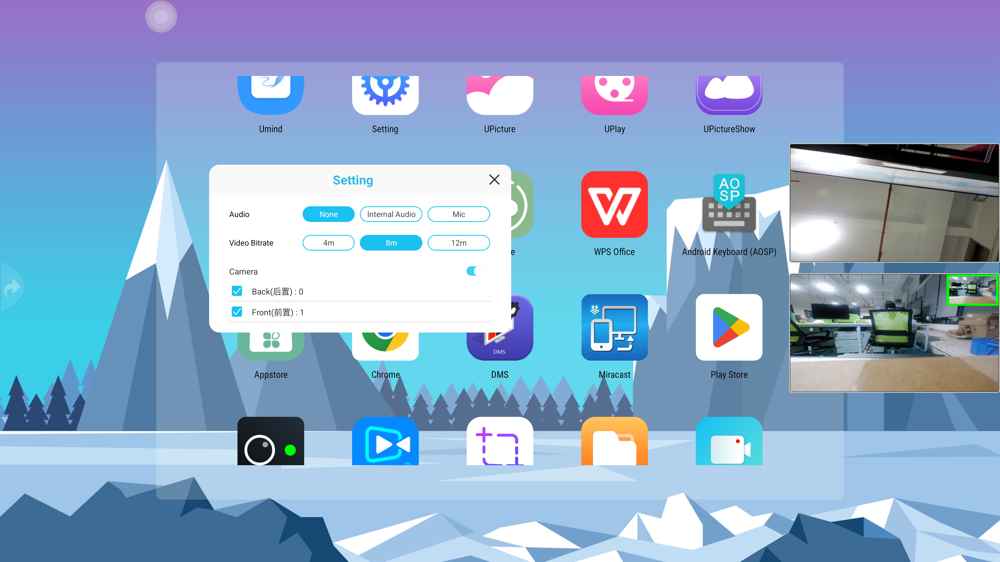 Umind
Setting
UPicture
UPlay
UPictureShow
Setting
Audio
None
Internal Audio
Mic
Video Bitrate
4m
8m
12m
Camera
Back(后置) : 0
Front(前置) : 1
e
WPS Office
AO
SP
Android Keyboard (AOSP)
DMS
Appstore
Chrome
DMS
Miracast
Play Store